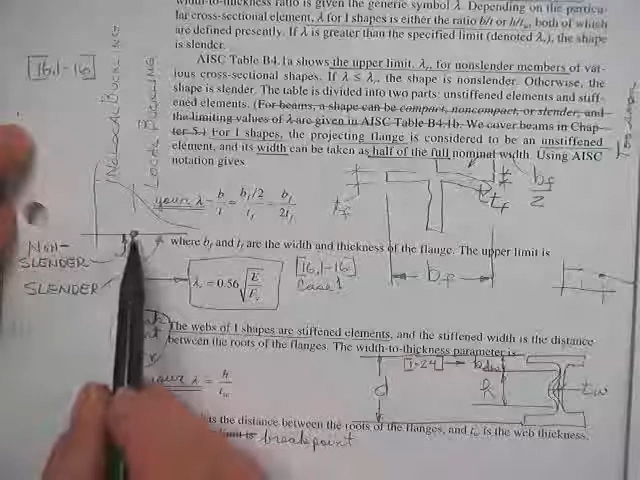 width-to-thickness ratio is given the generic symbol λ. Depending on the particu-
lar cross-sectional element, λ for I shapes is either the ratio b/t or h/tw, both of which
are defined presently. If λ is greater than the specified limit (denoted λr), the shape
is slender.
AISC Table B4.1a shows the upper limit, λr, for nonslender members of var-
ious cross-sectional shapes. If λ ≤ λr, the shape is nonslender. Otherwise, the
shape is slender. The table is divided into two parts: unstiffened elements and stiff-
ened elements. (For beams, a shape can be compact, noncompact, or slender, and
the limiting values of λ are given in AISC Table B4.1b. We cover beams in Chap-
ter 5.) For I shapes, the projecting flange is considered to be an unstiffened
element, and its width can be taken as half of the full nominal width. Using AISC
notation gives
[16.1-16]
NO LOCAL BUCKLING
LOCAL BUCKLING
your λ = b/t = (bf/2)/tf = bf/2tf
tf
tf
bf/2
where bf and tf are the width and thickness of the flange. The upper limit is
bf
NON-
SLENDER
SLENDER
λr = 0.56 √(E/Fy)
[16.1-16]
Case 1
The webs of I shapes are stiffened elements, and the stiffened width is the distance
between the roots of the flanges. The width-to-thickness parameter is
your λ = h/tw
[1-24]
d
h
tw
is the distance between the roots of the flanges, and tw is the web thickness.
breakpoint